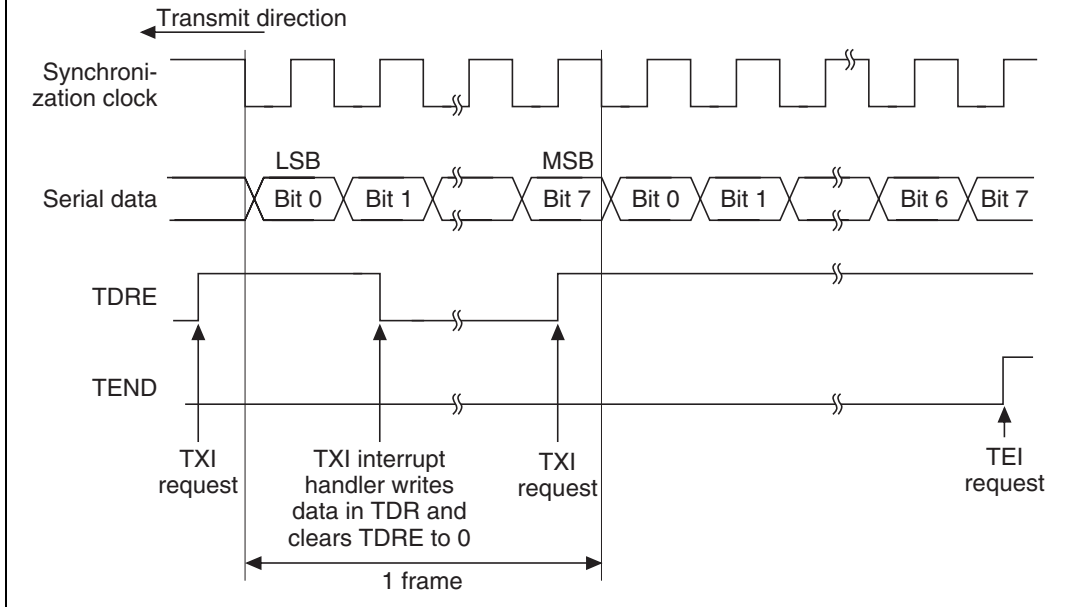 Transmit direction
Synchroni-
zation clock
LSB
MSB
Serial data
Bit 0
Bit 1
Bit 7
Bit 0
Bit 1
Bit 6
Bit 7
TDRE
TEND
TXI
request
TXI interrupt
handler writes
data in TDR and
clears TDRE to 0
TXI
request
TEI
request
1 frame